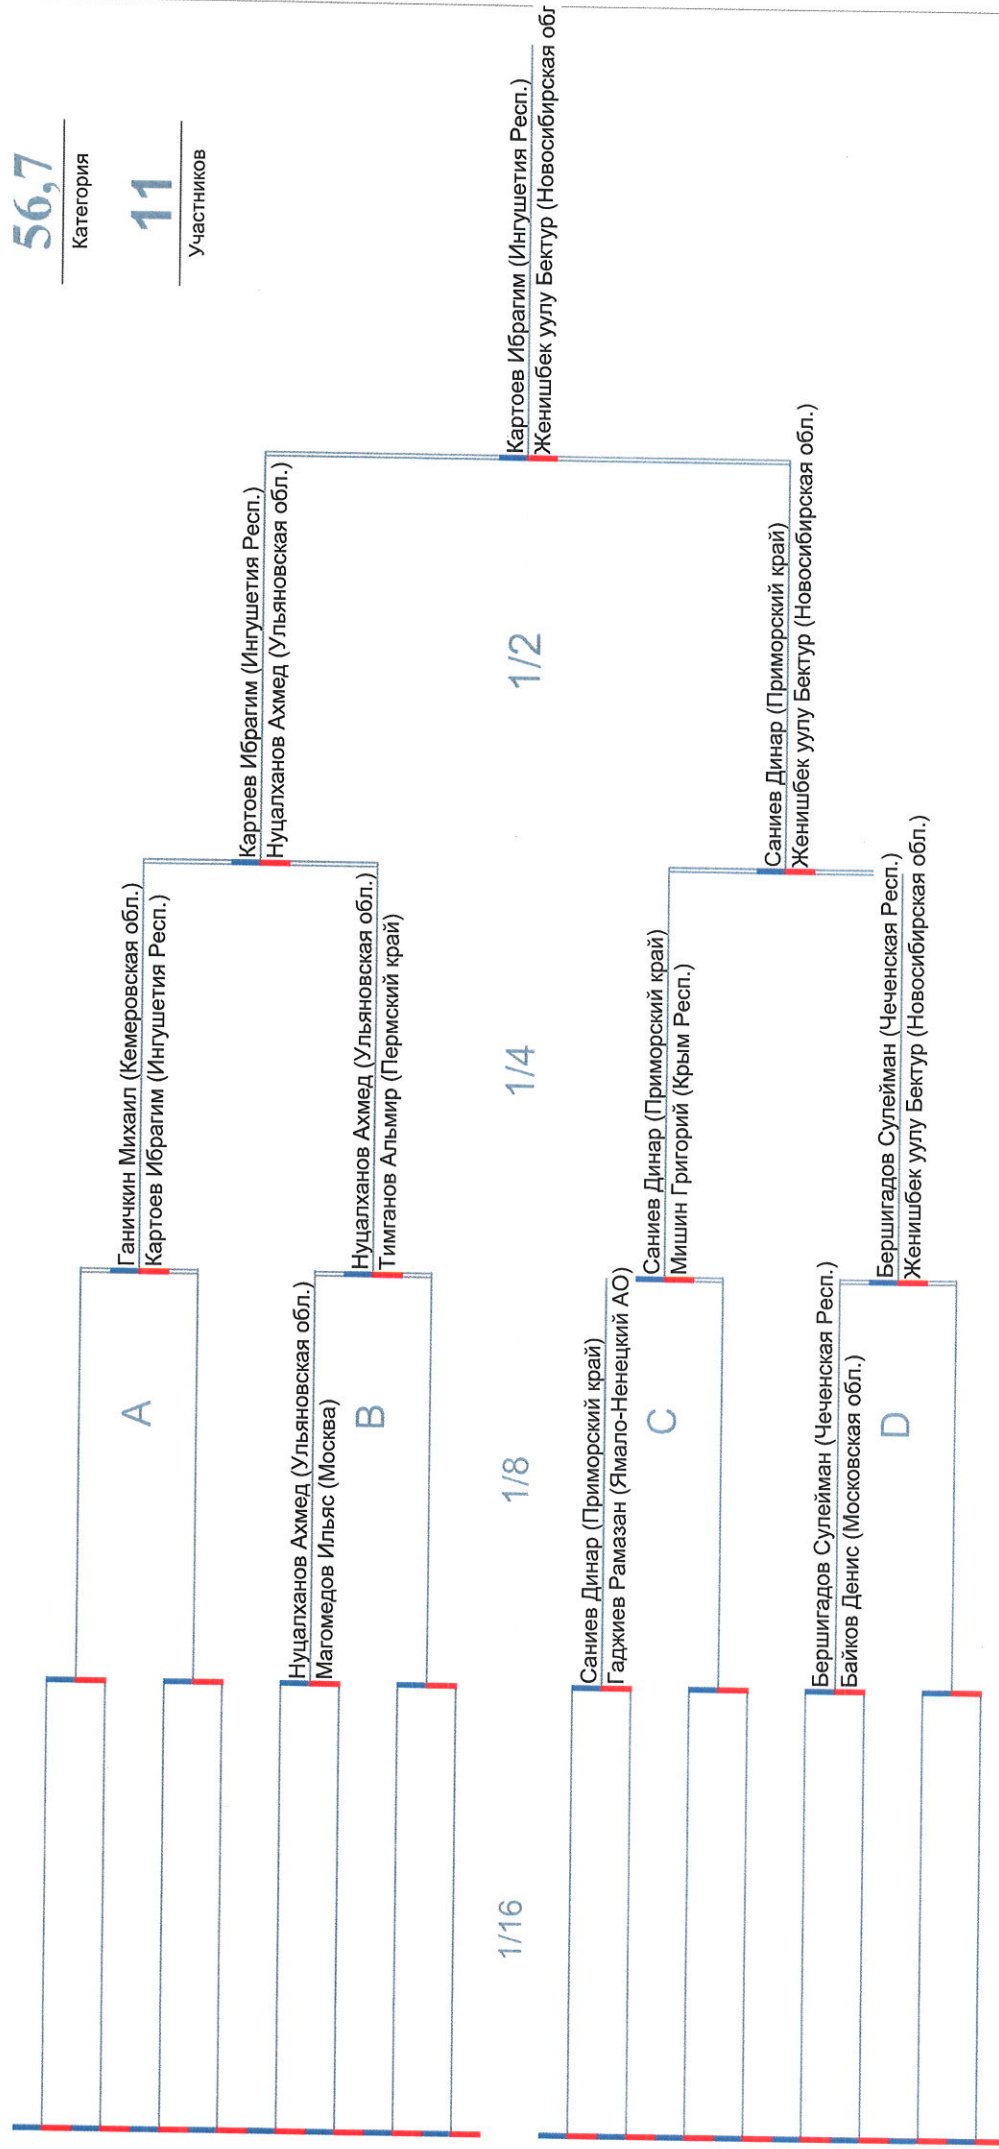 56,7
Категория
11
Участников
Картоев Ибрагим (Ингушетия Респ.)
Женишбек уулу Бектур (Новосибирская обл
Картоев Ибрагим (Ингушетия Респ.)
Нуцалханов Ахмед (Ульяновская обл.)
1/2
Саниев Динар (Приморский край)
Женишбек уулу Бектур (Новосибирская обл.)
Ганичкин Михаил (Кемеровская обл.)
Картоев Ибрагим (Ингушетия Респ.)
Нуцалханов Ахмед (Ульяновская обл.)
Тимганов Альмир (Пермский край)
1/4
Саниев Динар (Приморский край)
Мишин Григорий (Крым Респ.)
Бершигадов Сулейман (Чеченская Респ.)
Женишбек уулу Бектур (Новосибирская обл.)
A
Нуцалханов Ахмед (Ульяновская обл.)
Магомедов Ильяс (Москва)
B
1/8
Саниев Динар (Приморский край)
Гаджиев Рамазан (Ямало-Ненецкий АО)
C
Бершигадов Сулейман (Чеченская Респ.)
Байков Денис (Московская обл.)
D
1/16